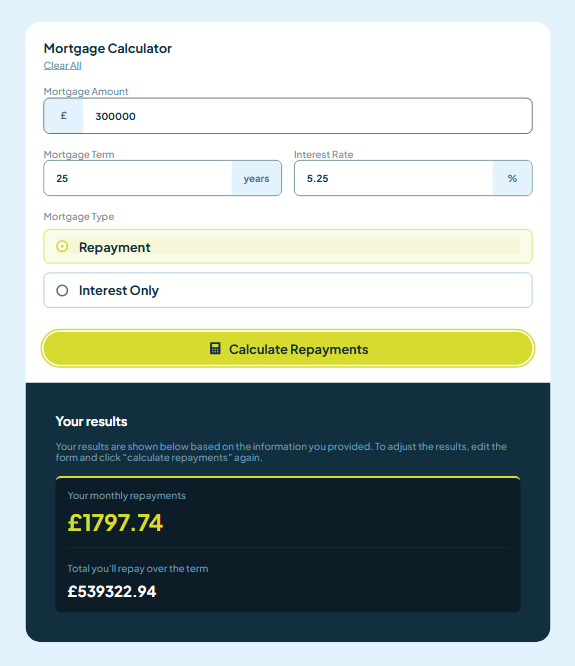 Mortgage Calculator
Clear All
Mortgage Amount
£ 300000
Mortgage Term Interest Rate
25 years 5.25 %
Mortgage Type
Repayment
Interest Only
Calculate Repayments
Your results
Your results are shown below based on the information you provided. To adjust the results, edit the
form and click “calculate repayments” again.
Your monthly repayments
£1797.74
Total you’ll repay over the term
£539322.94